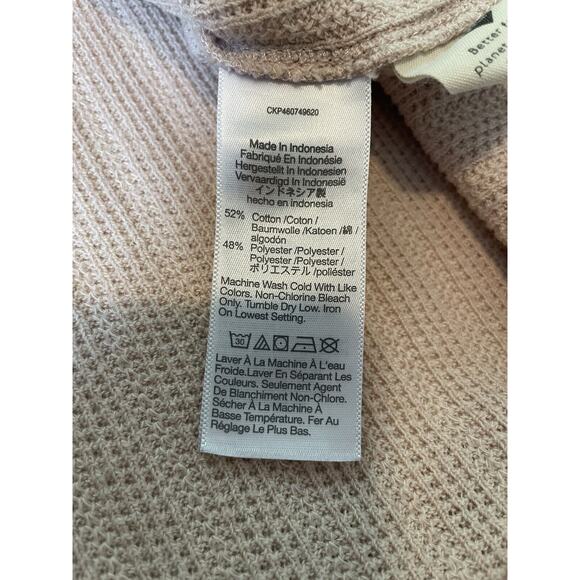 Better
planet
CKP460749620
Made In Indonesia
Fabriqué En Indonésie
Hergestellt In Indonesien
Vervaardigd In Indonesië
インドネシア製
hecho en indonesia
52% Cotton /Coton /
Baumwolle /Katoen /綿 /
algodón
48% Polyester /Polyester /
Polyester /Polyester /
ポリエステル /poliéster
Machine Wash Cold With Like
Colors. Non-Chlorine Bleach
Only. Tumble Dry Low. Iron
On Lowest Setting.
30
Laver À La Machine À L'eau
Froide.Laver En Séparant Les
Couleurs. Seulement Agent
De Blanchiment Non-Chlore.
Sécher À La Machine À
Basse Température. Fer Au
Réglage Le Plus Bas.